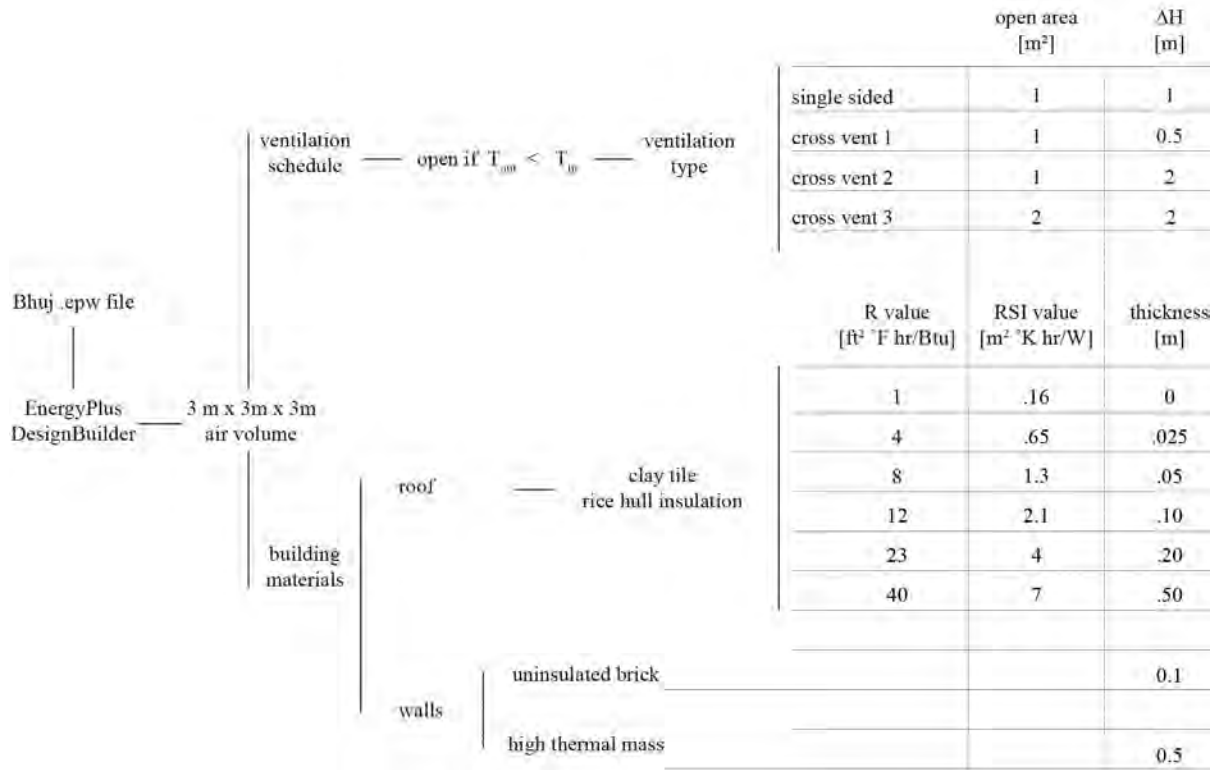 open area ΔH
[m²] [m]
single sided 1 1
cross vent 1 1 0.5
cross vent 2 1 2
cross vent 3 2 2
ventilation schedule
open if T_out < T_in
ventilation type
Bhuj .epw file
EnergyPlus DesignBuilder
3 m x 3m x 3m air volume
R value RSI value thickness
[ft² °F hr/Btu] [m² °K hr/W] [m]
1 .16 0
4 .65 .025
8 1.3 .05
12 2.1 .10
23 4 .20
40 7 .50
roof
clay tile
rice hull insulation
building materials
walls
uninsulated brick 0.1
high thermal mass 0.5